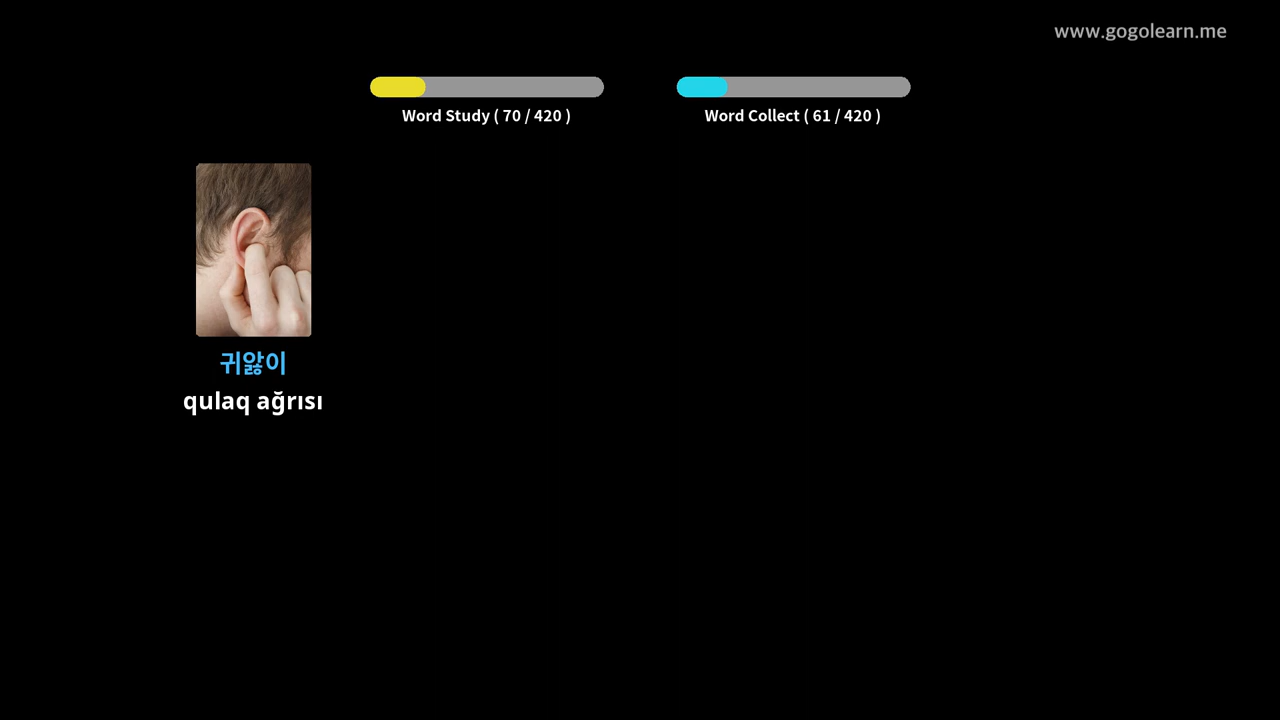 www.gogolearn.me
Word Study ( 70 / 420 )
Word Collect ( 61 / 420 )
귀앓이
qulaq ağrısı